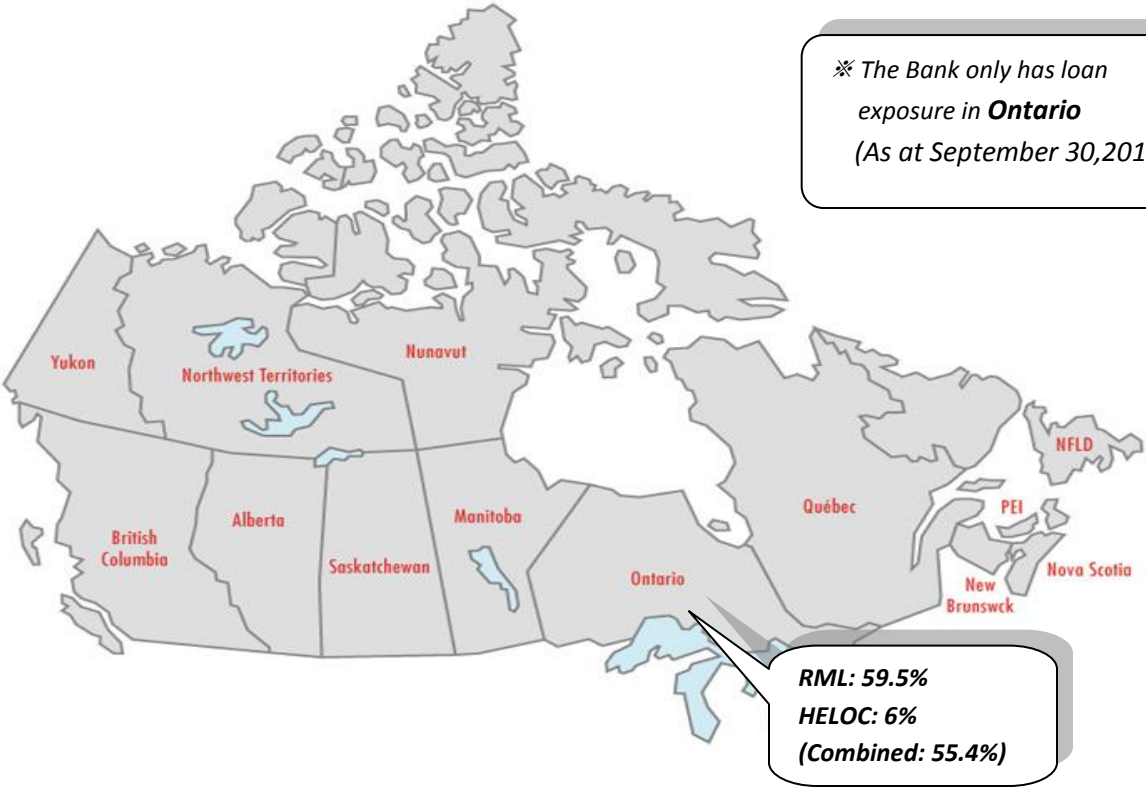 ※ The Bank only has loan
exposure in Ontario
(As at September 30,201
Yukon
Northwest Territories
Nunavut
British
Columbia
Alberta
Saskatchewan
Manitoba
Ontario
Québec
NFLD
PEI
New
Brunswck
Nova Scotia
RML: 59.5%
HELOC: 6%
(Combined: 55.4%)